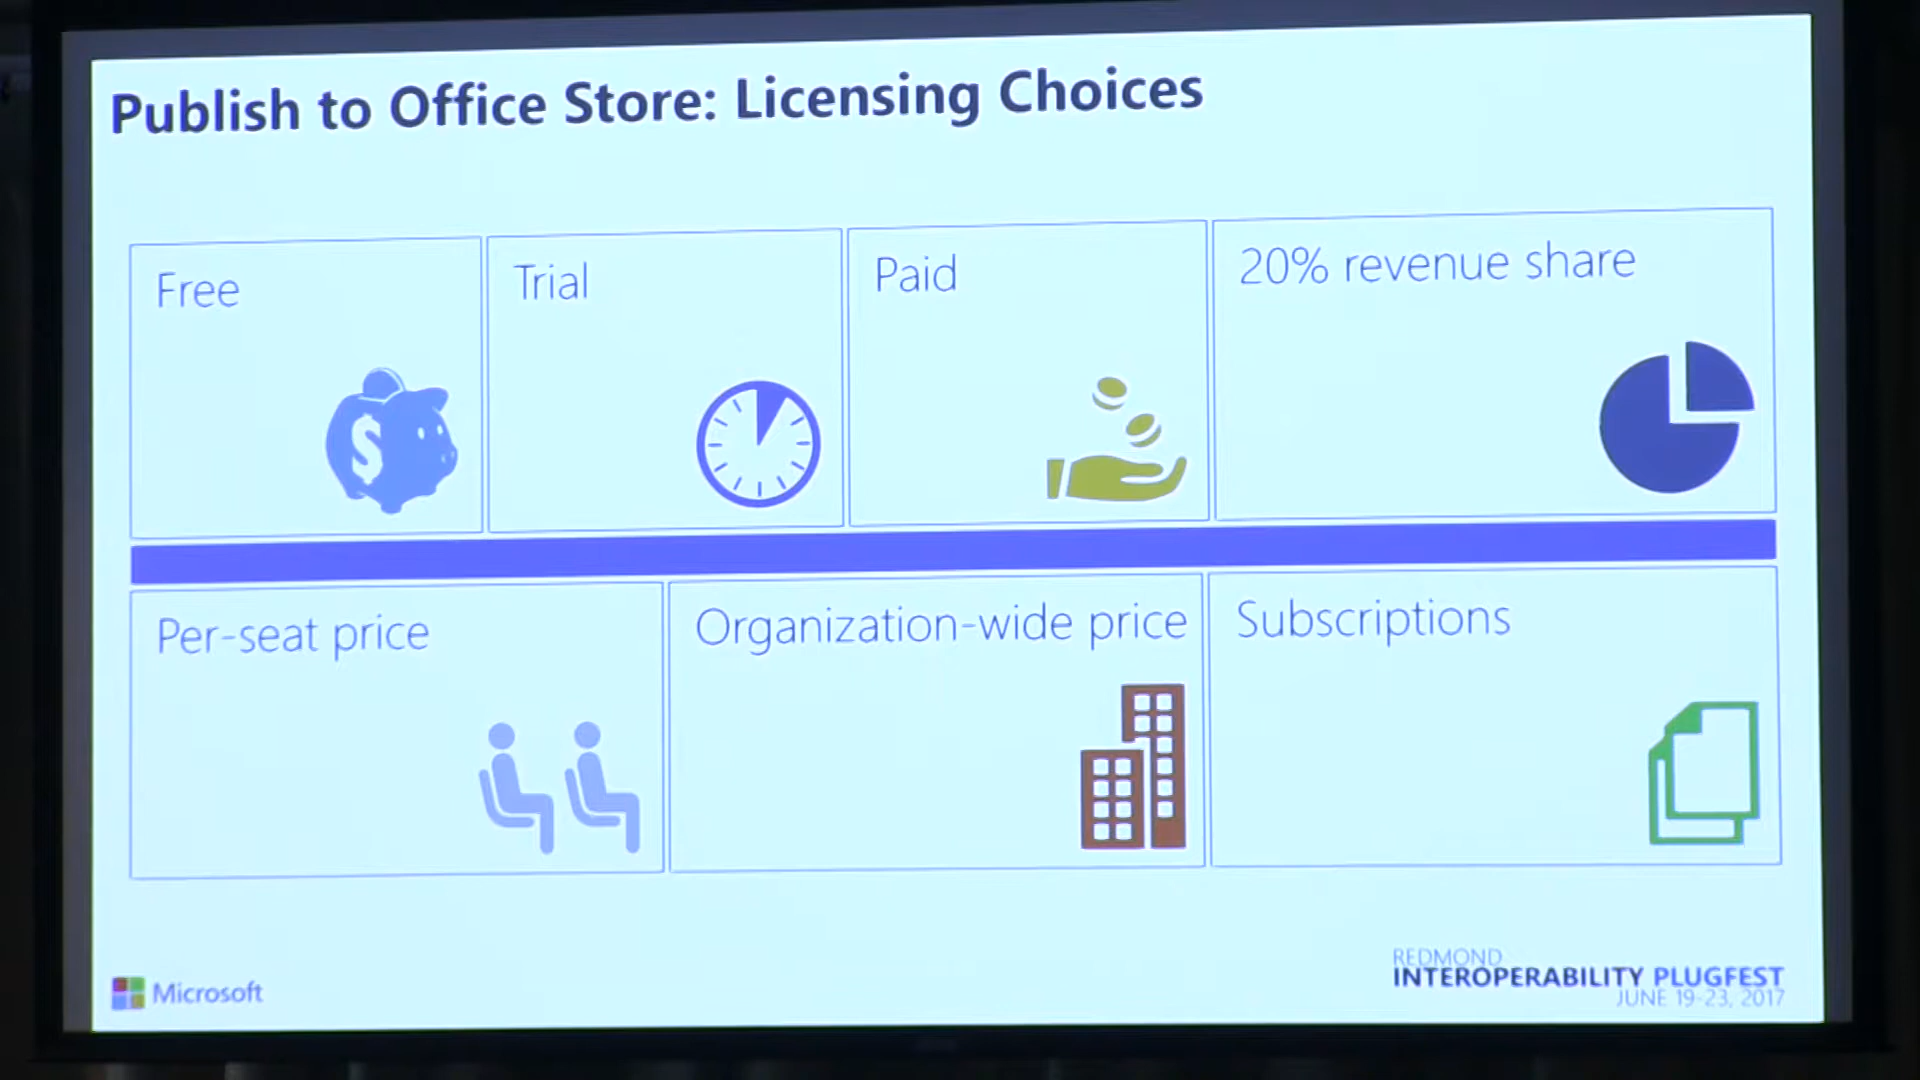 Publish to Office Store: Licensing Choices
Free
Trial
Paid
20% revenue share
$
Per-seat price
Organization-wide price
Subscriptions
Microsoft
REDMOND
INTEROPERABILITY PLUGFEST
JUNE 19-23, 2017